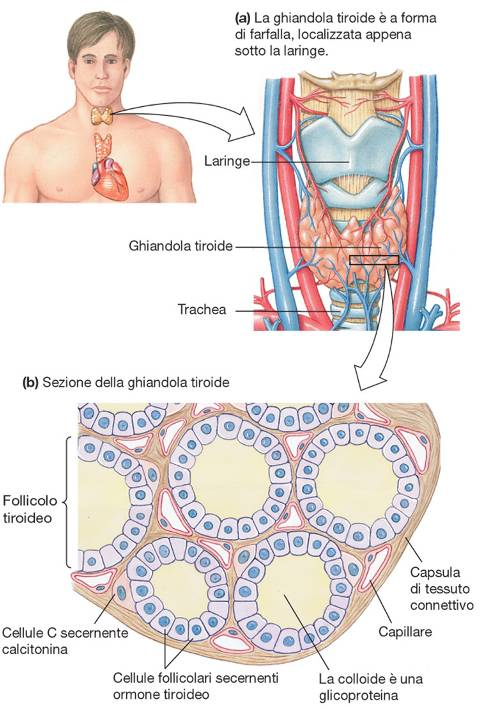 (a) La ghiandola tiroide è a forma
di farfalla, localizzata appena
sotto la laringe.
Laringe
Ghiandola tiroide
Trachea
(b) Sezione della ghiandola tiroide
Follicolo
tiroideo
Capsula
di tessuto
connettivo
Capillare
Cellule C secernente
calcitonina
Cellule follicolari secernenti
ormone tiroideo
La colloide è una
glicoproteina